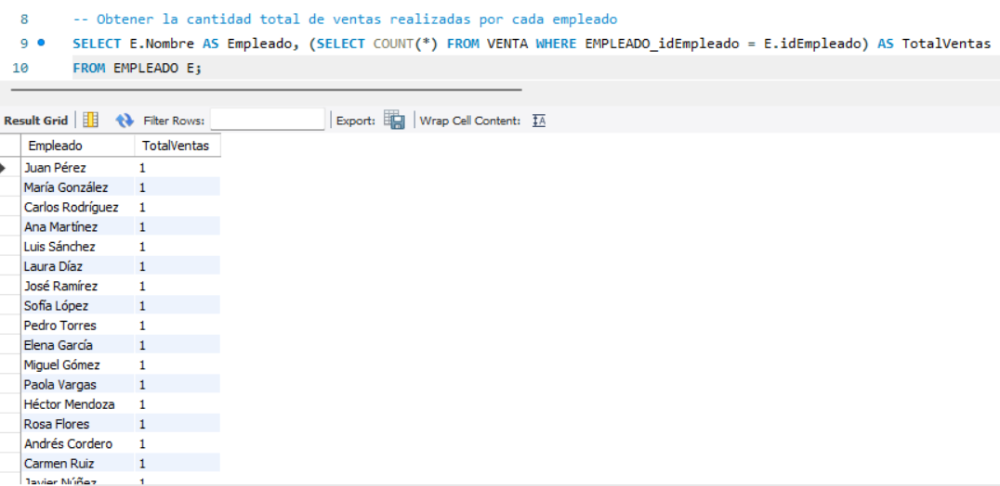 8 -- Obtener la cantidad total de ventas realizadas por cada empleado
9 SELECT E.Nombre AS Empleado, (SELECT COUNT(*) FROM VENTA WHERE EMPLEADO_idEmpleado = E.idEmpleado) AS TotalVentas
10 FROM EMPLEADO E;
Result Grid Filter Rows: Export: Wrap Cell Content: IA
Empleado TotalVentas
Juan Pérez 1
María González 1
Carlos Rodríguez 1
Ana Martínez 1
Luis Sánchez 1
Laura Díaz 1
José Ramírez 1
Sofía López 1
Pedro Torres 1
Elena García 1
Miguel Gómez 1
Paola Vargas 1
Héctor Mendoza 1
Rosa Flores 1
Andrés Cordero 1
Carmen Ruiz 1
Javier Núñez 1